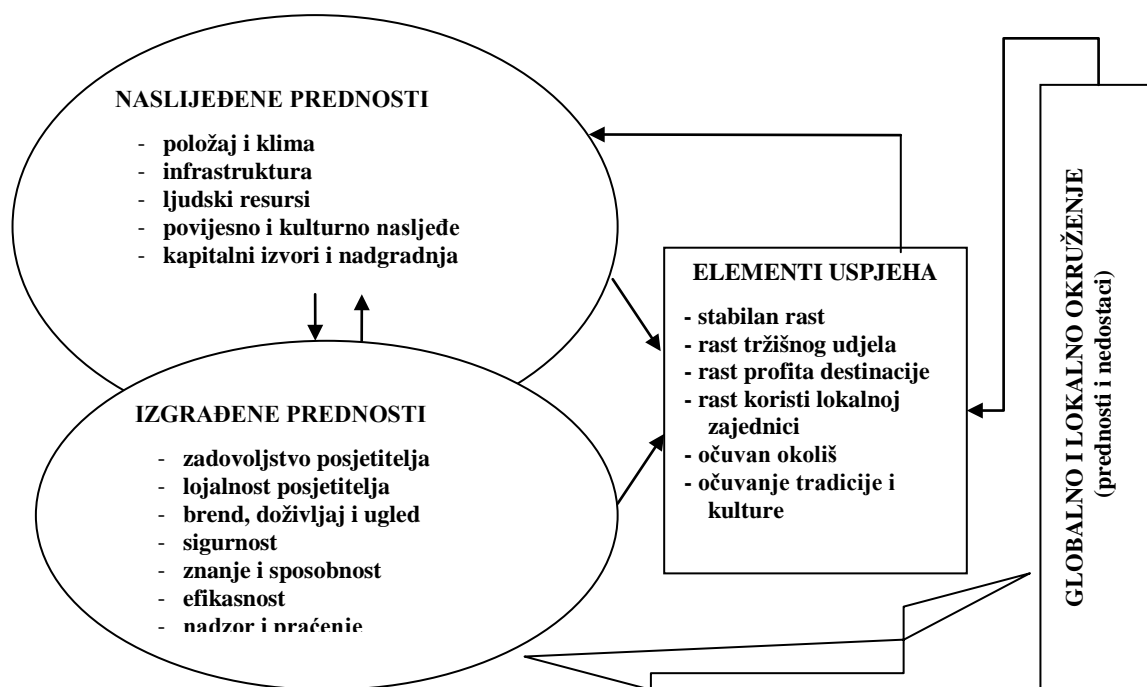 NASLIJEĐENE PREDNOSTI
- položaj i klima
- infrastruktura
- ljudski resursi
- povijesno i kulturno nasljeđe
- kapitalni izvori i nadgradnja
IZGRAĐENE PREDNOSTI
- zadovoljstvo posjetitelja
- lojalnost posjetitelja
- brend, doživljaj i ugled
- sigurnost
- znanje i sposobnost
- efikasnost
- nadzor i praćenje
ELEMENTI USPJEHA
- stabilan rast
- rast tržišnog udjela
- rast profita destinacije
- rast koristi lokalnoj
zajednici
- očuvan okoliš
- očuvanje tradicije i
kulture
GLOBALNO I LOKALNO OKRUŽENJE
(prednosti i nedostaci)